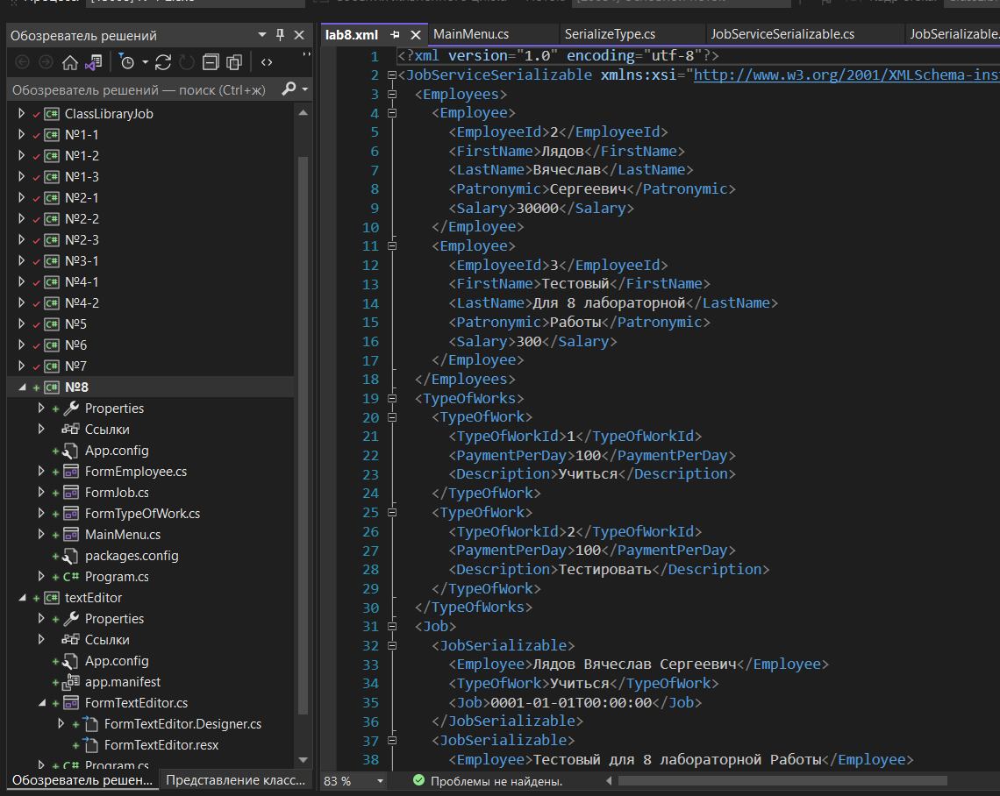 Обозреватель решений
Обозреватель решений — поиск (Ctrl+ж)
ClassLibraryJob
№1-1
№1-2
№1-3
№2-1
№2-2
№2-3
№3-1
№4-1
№4-2
№5
№6
№7
№8
Properties
Ссылки
App.config
FormEmployee.cs
FormJob.cs
FormTypeOfWork.cs
MainMenu.cs
packages.config
Program.cs
textEditor
Properties
Ссылки
App.config
app.manifest
FormTextEditor.cs
FormTextEditor.Designer.cs
FormTextEditor.resx
Program.cs
Обозреватель решен... Представление класс...
lab8.xml MainMenu.cs SerializeType.cs JobServiceSerializable.cs JobSerializable.
1 <?xml version="1.0" encoding="utf-8"?>
2 <JobServiceSerializable xmlns:xsi="http://www.w3.org/2001/XMLSchema-ins
3 <Employees>
4 <Employee>
5 <EmployeeId>2</EmployeeId>
6 <FirstName>Лядов</FirstName>
7 <LastName>Вячеслав</LastName>
8 <Patronymic>Сергеевич</Patronymic>
9 <Salary>30000</Salary>
10 </Employee>
11 <Employee>
12 <EmployeeId>3</EmployeeId>
13 <FirstName>Тестовый</FirstName>
14 <LastName>Для 8 лабораторной</LastName>
15 <Patronymic>Работы</Patronymic>
16 <Salary>300</Salary>
17 </Employee>
18 </Employees>
19 <TypeOfWorks>
20 <TypeOfWork>
21 <TypeOfWorkId>1</TypeOfWorkId>
22 <PaymentPerDay>100</PaymentPerDay>
23 <Description>Учиться</Description>
24 </TypeOfWork>
25 <TypeOfWork>
26 <TypeOfWorkId>2</TypeOfWorkId>
27 <PaymentPerDay>100</PaymentPerDay>
28 <Description>Тестировать</Description>
29 </TypeOfWork>
30 </TypeOfWorks>
31 <Job>
32 <JobSerializable>
33 <Employee>Лядов Вячеслав Сергеевич</Employee>
34 <TypeOfWork>Учиться</TypeOfWork>
35 <Job>0001-01-01T00:00:00</Job>
36 </JobSerializable>
37 <JobSerializable>
38 <Employee>Тестовый для 8 лабораторной Работы</Employee>
83 % Проблемы не найдены.